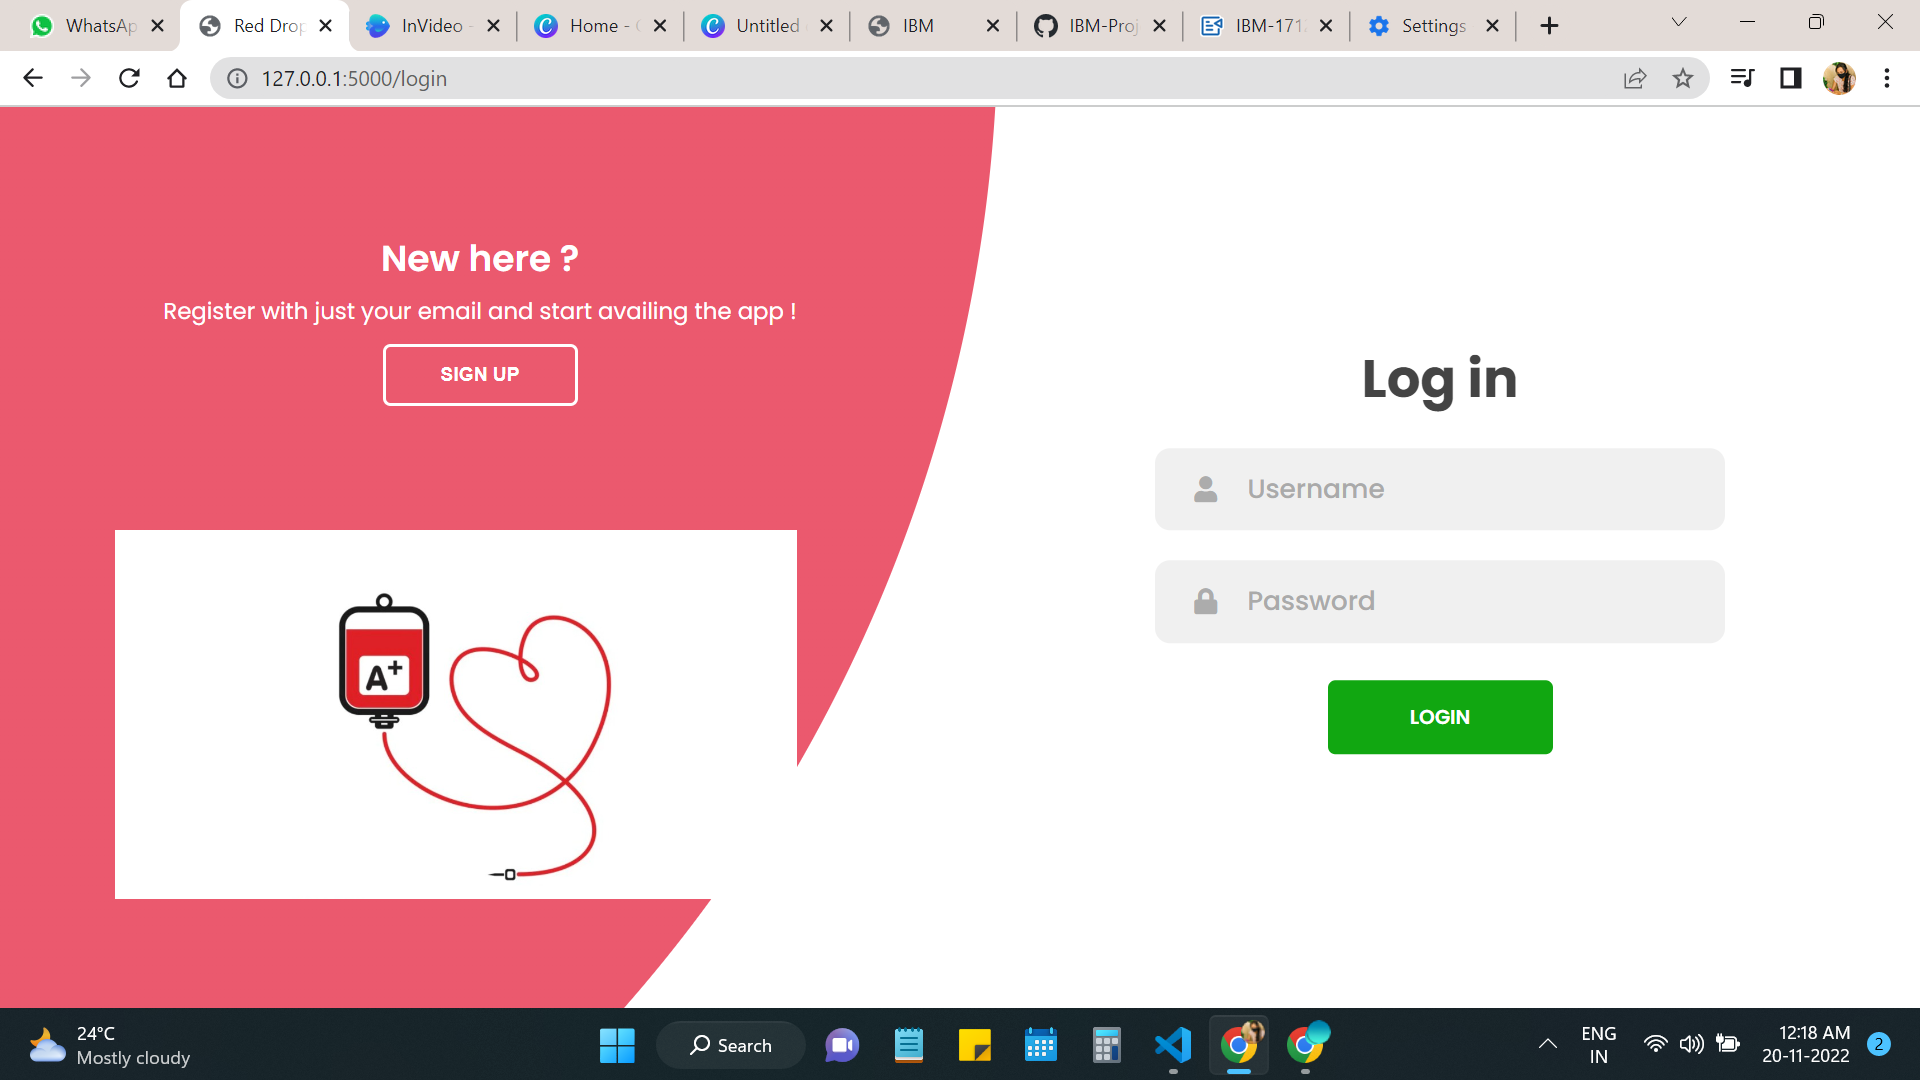 WhatsAp
Red Drop
InVideo -
Home - C
Untitled
IBM
IBM-Proj
IBM-1717
Settings
127.0.0.1:5000/login
New here ?
Register with just your email and start availing the app !
SIGN UP
A+
Log in
Username
Password
LOGIN
24°C
Mostly cloudy
Search
ENG
IN
12:18 AM
20-11-2022
2